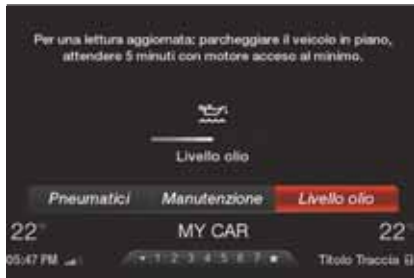 Per una lettura aggiornata: parcheggiare il veicolo in piano,
attendere 5 minuti con motore acceso al minimo.
Livello olio
Pneumatici Manutenzione Livello olio
22° MY CAR 22°
05:47 PM 1 2 3 4 5 6 7 Titolo Traccia